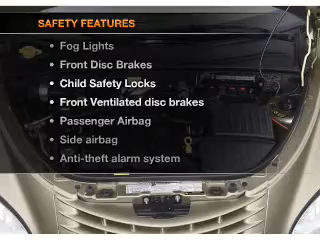 SAFETY FEATURES
• Fog Lights
• Front Disc Brakes
• Child Safety Locks
• Front Ventilated disc brakes
• Passenger Airbag
• Side airbag
• Anti-theft alarm system